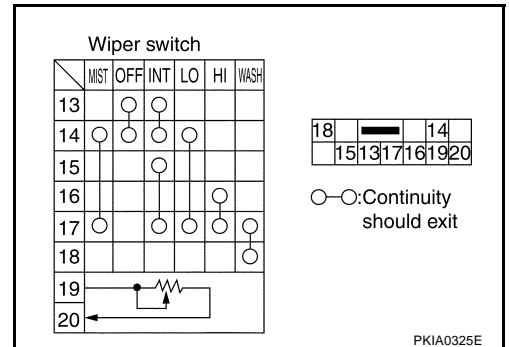 Wiper switch
MIST OFF INT LO HI WASH
13
14
15
16
17
18
19
20
18 14
15 13 17 16 19 20
:Continuity
should exit
PKIA0325E